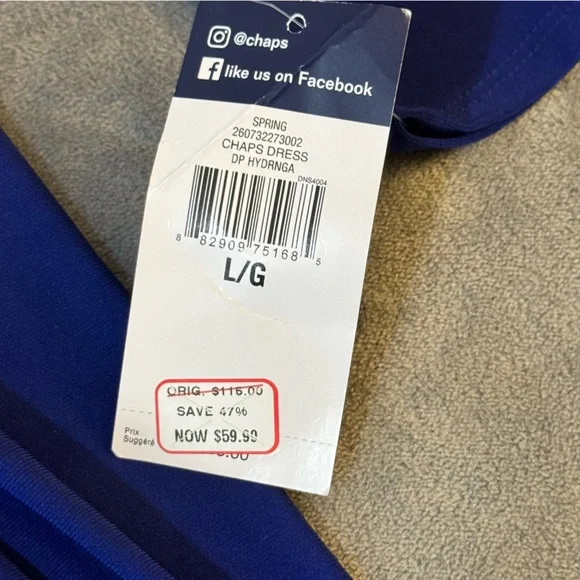 @chaps
like us on Facebook
SPRING
260732273002
CHAPS DRESS
DP HYDRNGA
DNS4004
8 82909 75168 5
L/G
ORIG. $116.00
SAVE 47%
NOW $59.99
Prix
Suggéré